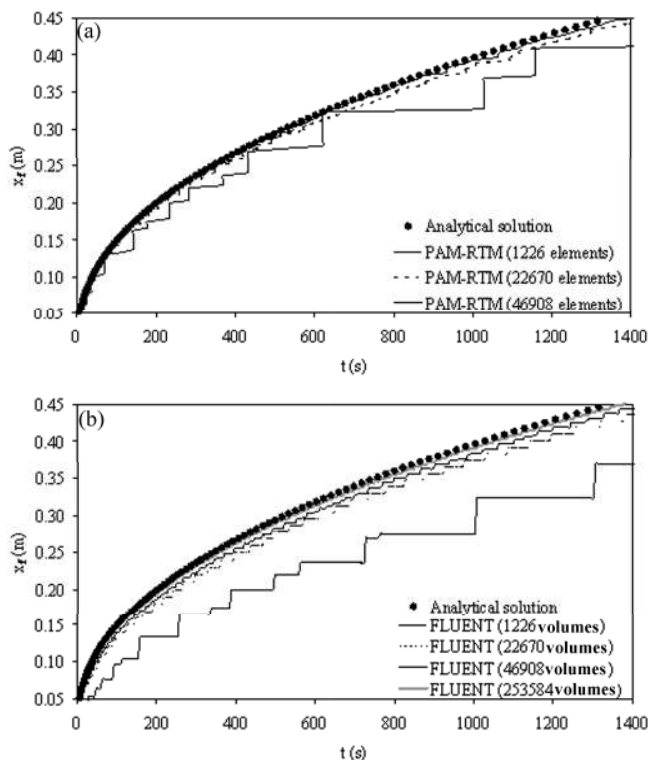 (a)
0.45
0.40
0.35
0.30
0.25
0.20
0.15
0.10
0.05
xf (m)
Analytical solution
PAM-RTM (1226 elements)
PAM-RTM (22670 elements)
PAM-RTM (46908 elements)
0 200 400 600 800 1000 1200 1400
t (s)
(b)
0.45
0.40
0.35
0.30
0.25
0.20
0.15
0.10
0.05
xf (m)
Analytical solution
FLUENT (1226volumes)
FLUENT (22670volumes)
FLUENT (46908volumes)
FLUENT (253584volumes)
0 200 400 600 800 1000 1200 1400
t (s)